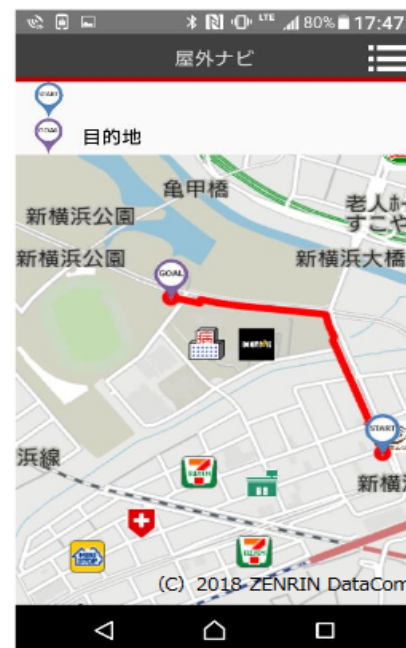 LTE 80% 17:47
屋外ナビ
START
GOAL 目的地
亀甲橋
新横浜公園
老人ホ
すこや
新横浜公園
新横浜大橋
GOAL
START
浜線
新横
(C) 2018 ZENRIN DataCom